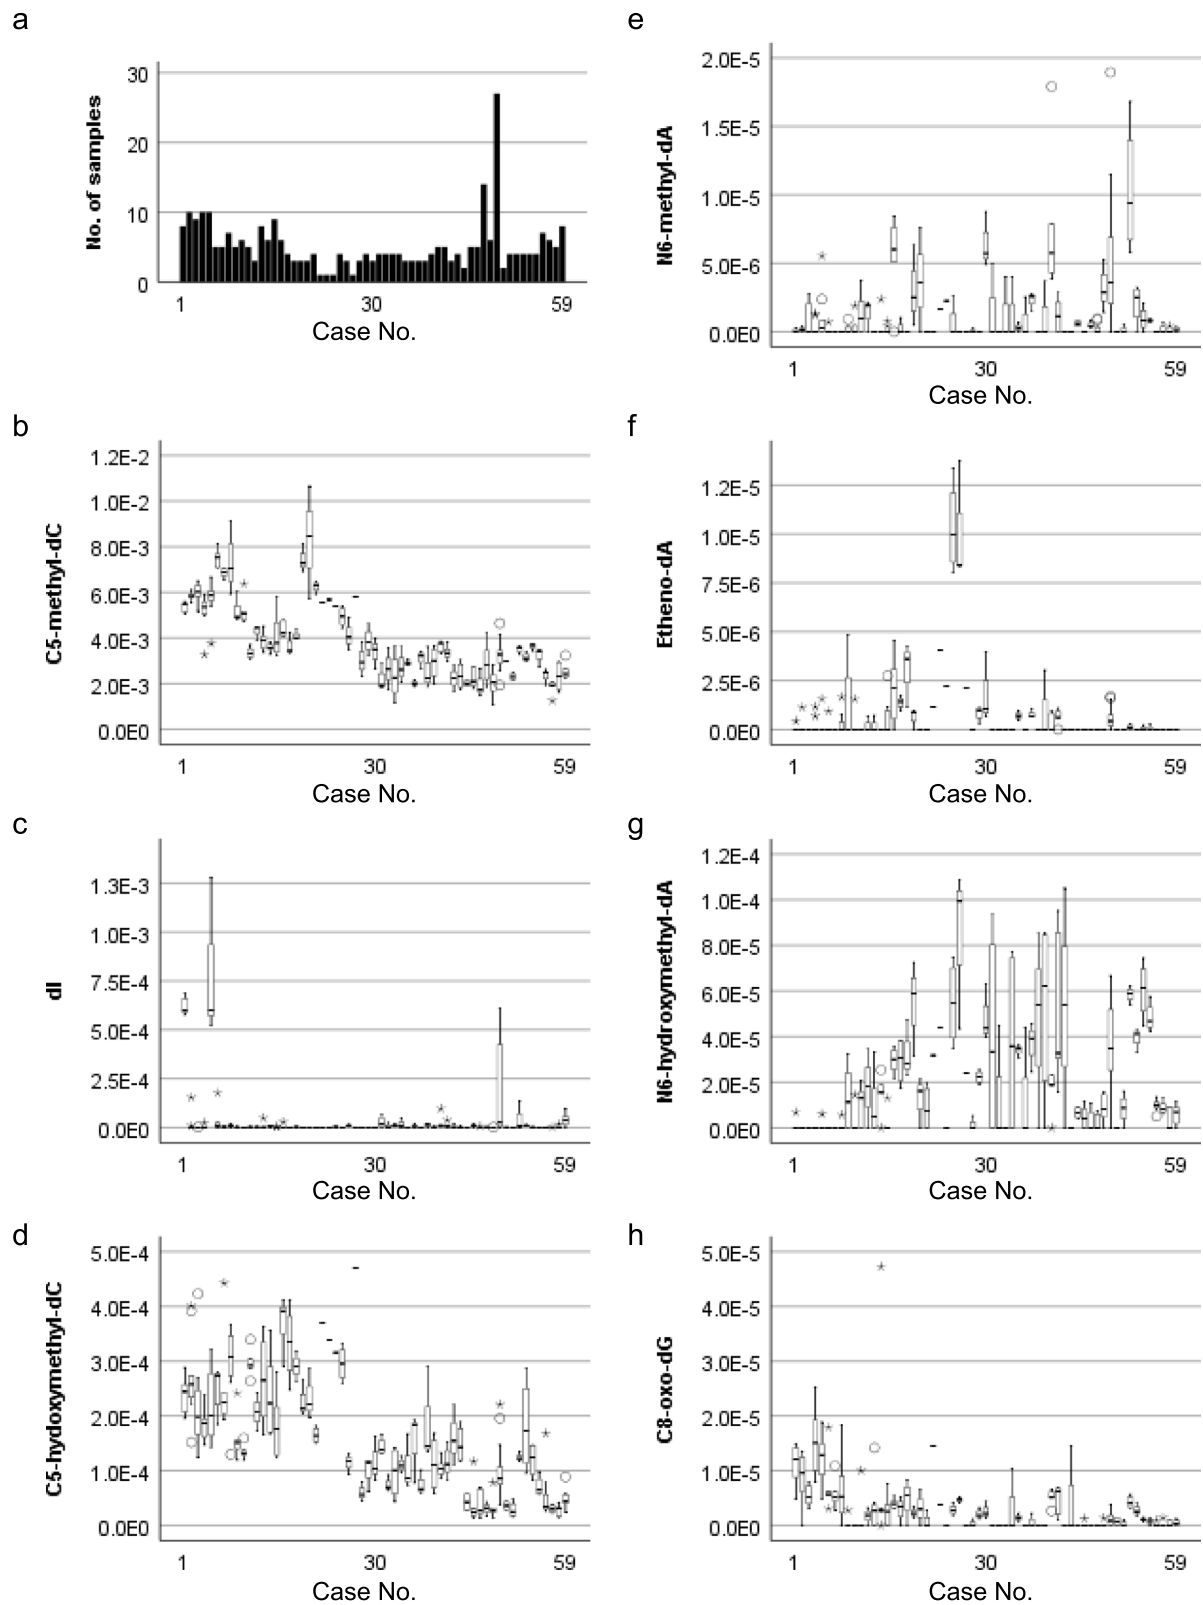 a
30
20
10
0
No. of samples
1 30 59
Case No.
b
1.2E-2
1.0E-2
8.0E-3
6.0E-3
4.0E-3
2.0E-3
0.0E0
C5-methyl-dC
1 30 59
Case No.
c
1.3E-3
1.0E-3
7.5E-4
5.0E-4
2.5E-4
0.0E0
dI
1 30 59
Case No.
d
5.0E-4
4.0E-4
3.0E-4
2.0E-4
1.0E-4
0.0E0
C5-hydoxymethyl-dC
1 30 59
Case No.
e
2.0E-5
1.5E-5
1.0E-5
5.0E-6
0.0E0
N6-methyl-dA
1 30 59
Case No.
f
1.2E-5
1.0E-5
7.5E-6
5.0E-6
2.5E-6
0.0E0
Etheno-dA
1 30 59
Case No.
g
1.2E-4
1.0E-4
8.0E-5
6.0E-5
4.0E-5
2.0E-5
0.0E0
N6-hydroxymethyl-dA
1 30 59
Case No.
h
5.0E-5
4.0E-5
3.0E-5
2.0E-5
1.0E-5
0.0E0
C8-oxo-dG
1 30 59
Case No.